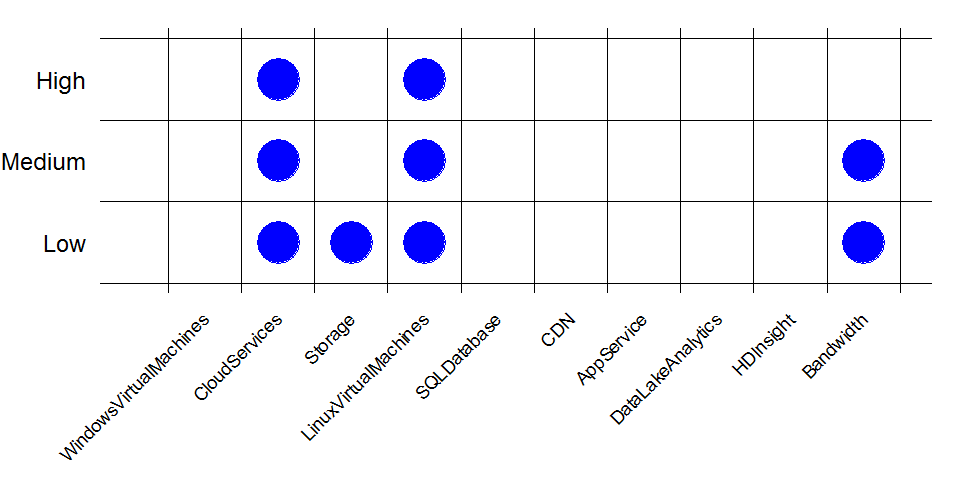 High
Medium
Low
WindowsVirtualMachines
CloudServices
Storage
LinuxVirtualMachines
SQLDatabase
CDN
AppService
DataLakeAnalytics
HDInsight
Bandwidth